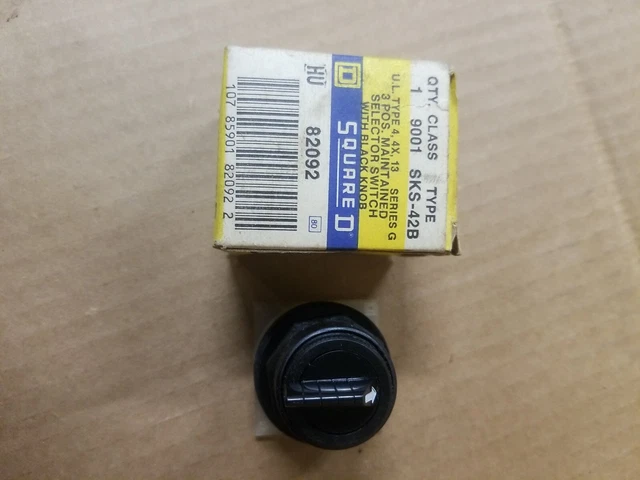 QTY. CLASS TYPE
1 9001 SKS-42B
U.L. TYPE 4, 4X, 13 SERIES G
3 POS. MAINTAINED
SELECTOR SWITCH
WITH BLACK KNOB
D SQUARE D
HU 82092 80
107 85901 82092 2